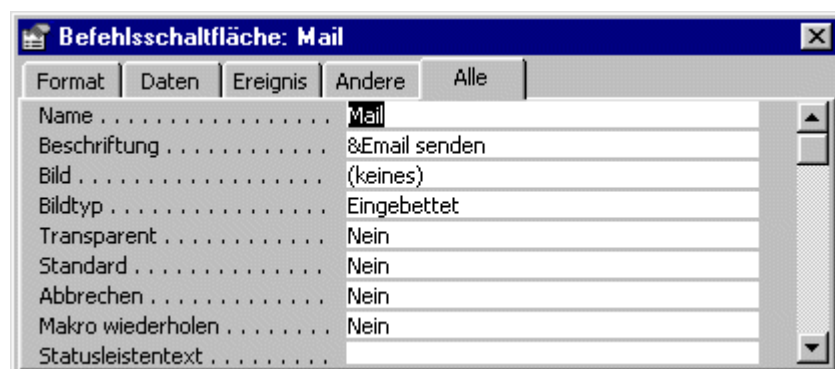 Befehlsschaltfläche: Mail
Format Daten Ereignis Andere Alle
Name . . . . . . . . . . . . . . . . . . Mail
Beschriftung . . . . . . . . . . . . &Email senden
Bild . . . . . . . . . . . . . . . . . . . (keines)
Bildtyp . . . . . . . . . . . . . . . . Eingebettet
Transparent . . . . . . . . . . . . Nein
Standard . . . . . . . . . . . . . . Nein
Abbrechen . . . . . . . . . . . . . Nein
Makro wiederholen . . . . . . . . Nein
Statusleistentext . . . . . . . . .